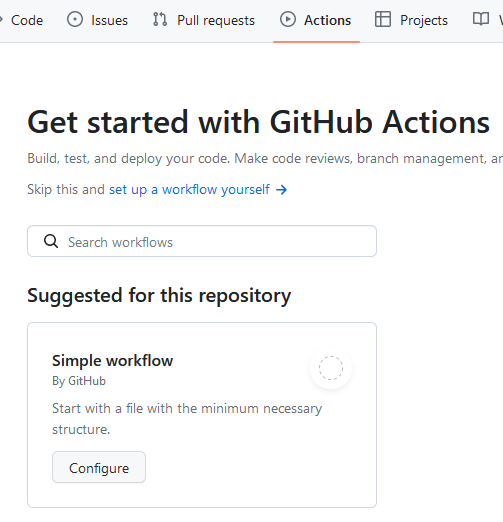 Code Issues Pull requests Actions Projects
Get started with GitHub Actions
Build, test, and deploy your code. Make code reviews, branch management,
Skip this and set up a workflow yourself →
Search workflows
Suggested for this repository
Simple workflow
By GitHub
Start with a file with the minimum necessary
structure.
Configure